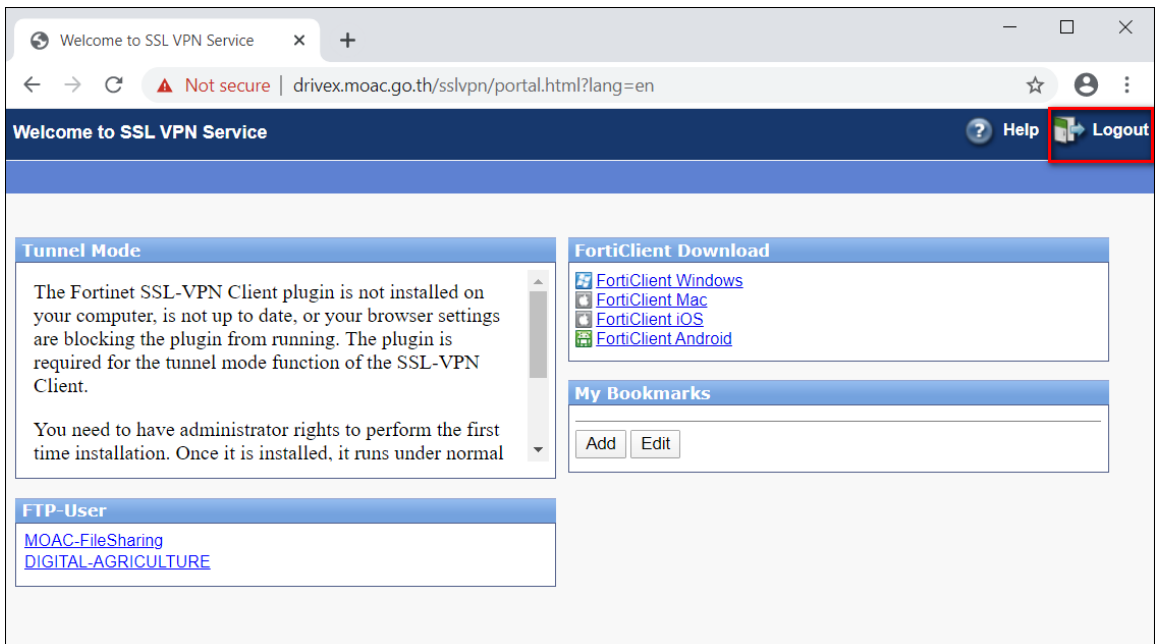 Welcome to SSL VPN Service
Not secure | drivex.moac.go.th/sslvpn/portal.html?lang=en
Welcome to SSL VPN Service
Help
Logout
Tunnel Mode
The Fortinet SSL-VPN Client plugin is not installed on
your computer, is not up to date, or your browser settings
are blocking the plugin from running. The plugin is
required for the tunnel mode function of the SSL-VPN
Client.
You need to have administrator rights to perform the first
time installation. Once it is installed, it runs under normal
FTP-User
MOAC-FileSharing
DIGITAL-AGRICULTURE
FortiClient Download
FortiClient Windows
FortiClient Mac
FortiClient iOS
FortiClient Android
My Bookmarks
Add
Edit